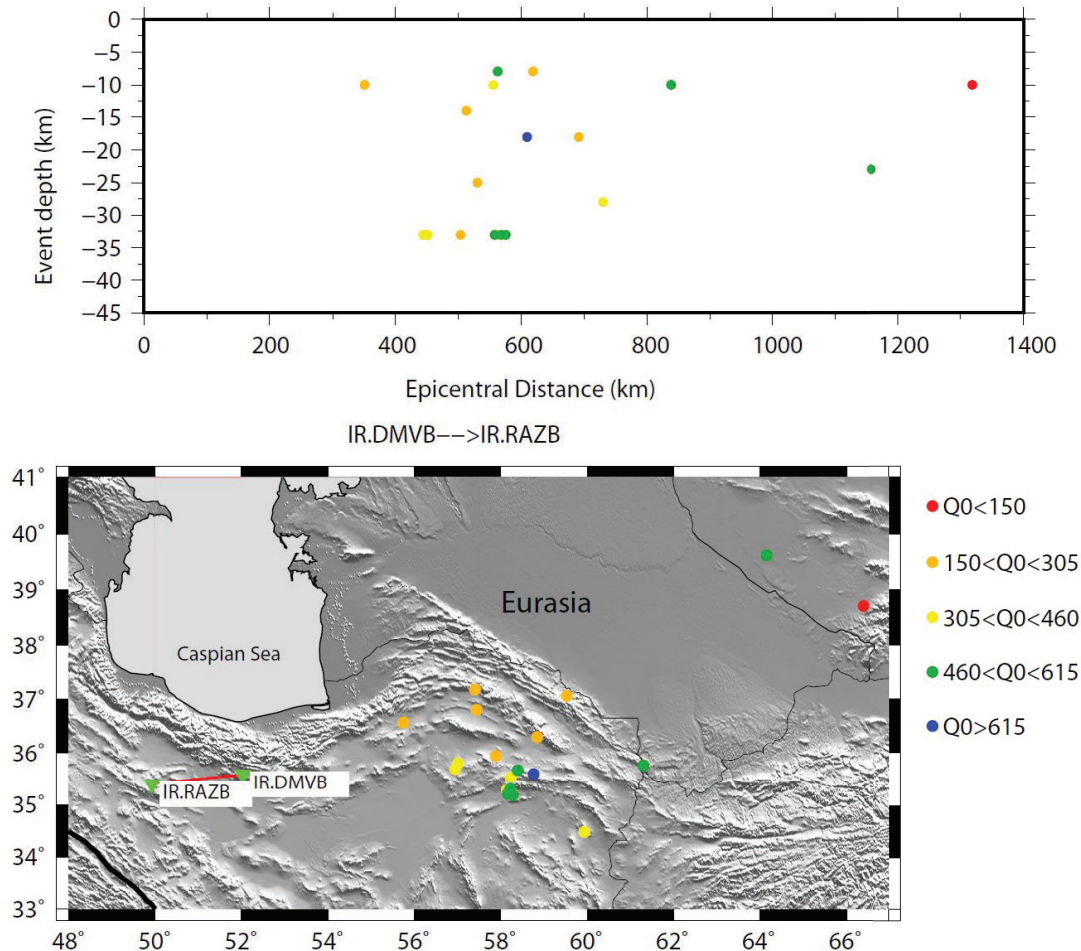 0
−5
−10
−15
−20
−25
−30
−35
−40
−45
Event depth (km)
0 200 400 600 800 1000 1200 1400
Epicentral Distance (km)
IR.DMVB−−>IR.RAZB
41°
40°
39°
38°
37°
36°
35°
34°
33°
Eurasia
Caspian Sea
IR.DMVB
IR.RAZB
48° 50° 52° 54° 56° 58° 60° 62° 64° 66°
Q0<150
150<Q0<305
305<Q0<460
460<Q0<615
Q0>615